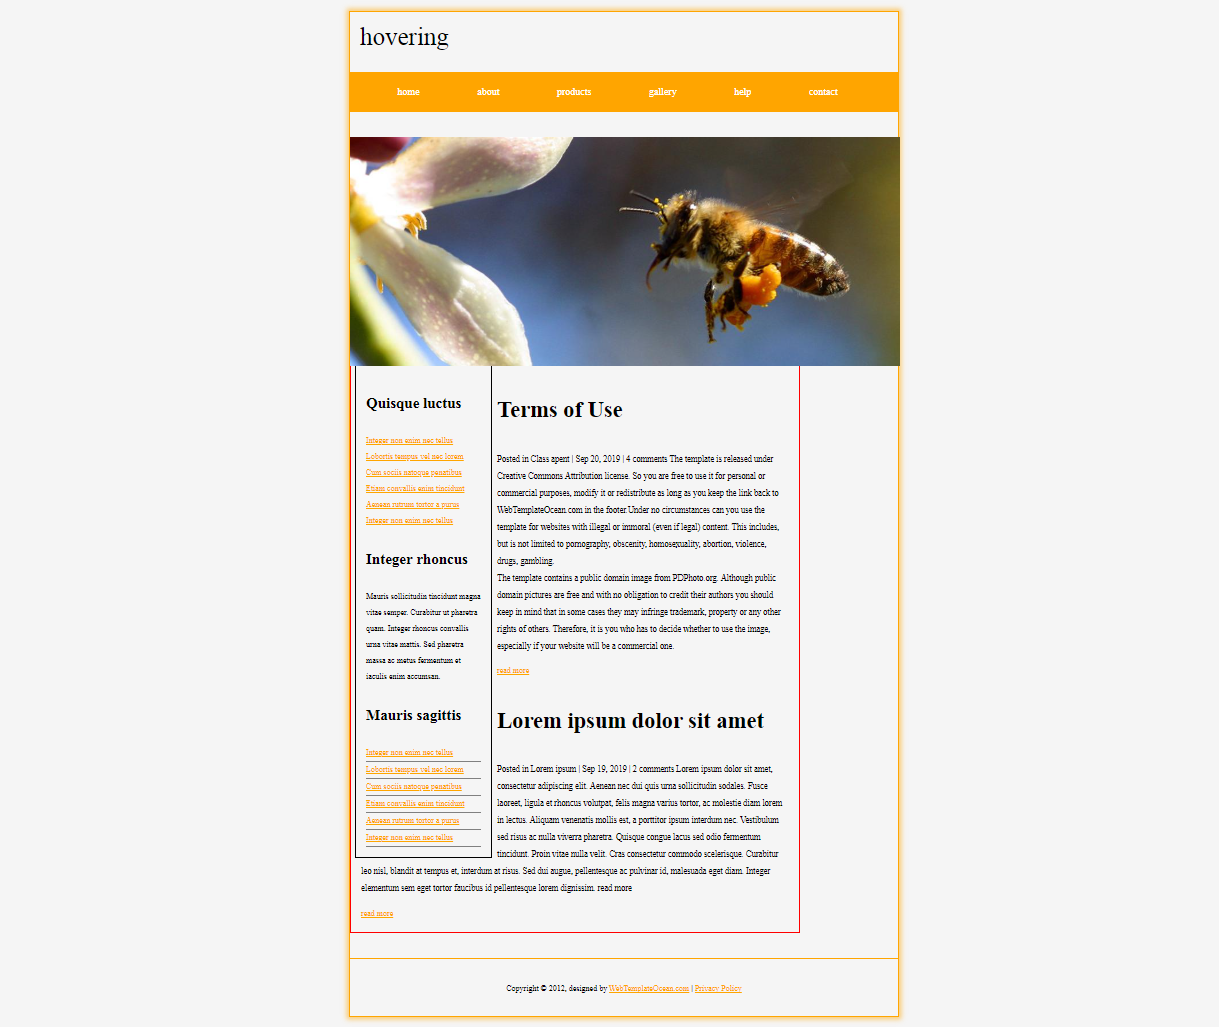 hovering
home about products gallery help contact
Quisque luctus
Integer non enim nec tellus
Lobortis tempus vel nec lorem
Cum sociis natoque penatibus
Etiam convallis enim tincidunt
Aenean rutrum tortor a purus
Integer non enim nec tellus
Integer rhoncus
Mauris sollicitudin tincidunt magna
vitae semper. Curabitur ut pharetra
quam. Integer rhoncus convallis
urna vitae mattis. Sed pharetra
massa ac metus fermentum et
iaculis enim accumsan.
Mauris sagittis
Integer non enim nec tellus
Lobortis tempus vel nec lorem
Cum sociis natoque penatibus
Etiam convallis enim tincidunt
Aenean rutrum tortor a purus
Integer non enim nec tellus
Terms of Use
Posted in Class apent | Sep 20, 2019 | 4 comments The template is released under
Creative Commons Attribution license. So you are free to use it for personal or
commercial purposes, modify it or redistribute as long as you keep the link back to
WebTemplateOcean.com in the footer.Under no circumstances can you use the
template for websites with illegal or immoral (even if legal) content. This includes,
but is not limited to pornography, obscenity, homosexuality, abortion, violence,
drugs, gambling.
The template contains a public domain image from PDPhoto.org. Although public
domain pictures are free and with no obligation to credit their authors you should
keep in mind that in some cases they may infringe trademark, property or any other
rights of others. Therefore, it is you who has to decide whether to use the image,
especially if your website will be a commercial one.
read more
Lorem ipsum dolor sit amet
Posted in Lorem ipsum | Sep 19, 2019 | 2 comments Lorem ipsum dolor sit amet,
consectetur adipiscing elit. Aenean nec dui quis urna sollicitudin sodales. Fusce
laoreet, ligula et rhoncus volutpat, felis magna varius tortor, ac molestie diam lorem
in lectus. Aliquam venenatis mollis est, a porttitor ipsum interdum nec. Vestibulum
sed risus ac nulla viverra pharetra. Quisque congue lacus sed odio fermentum
tincidunt. Proin vitae nulla velit. Cras consectetur commodo scelerisque. Curabitur
leo nisl, blandit at tempus et, interdum at risus. Sed dui augue, pellentesque ac pulvinar id, malesuada eget diam. Integer
elementum sem eget tortor faucibus id pellentesque lorem dignissim. read more
read more
Copyright © 2012, designed by WebTemplateOcean.com | Privacy Policy